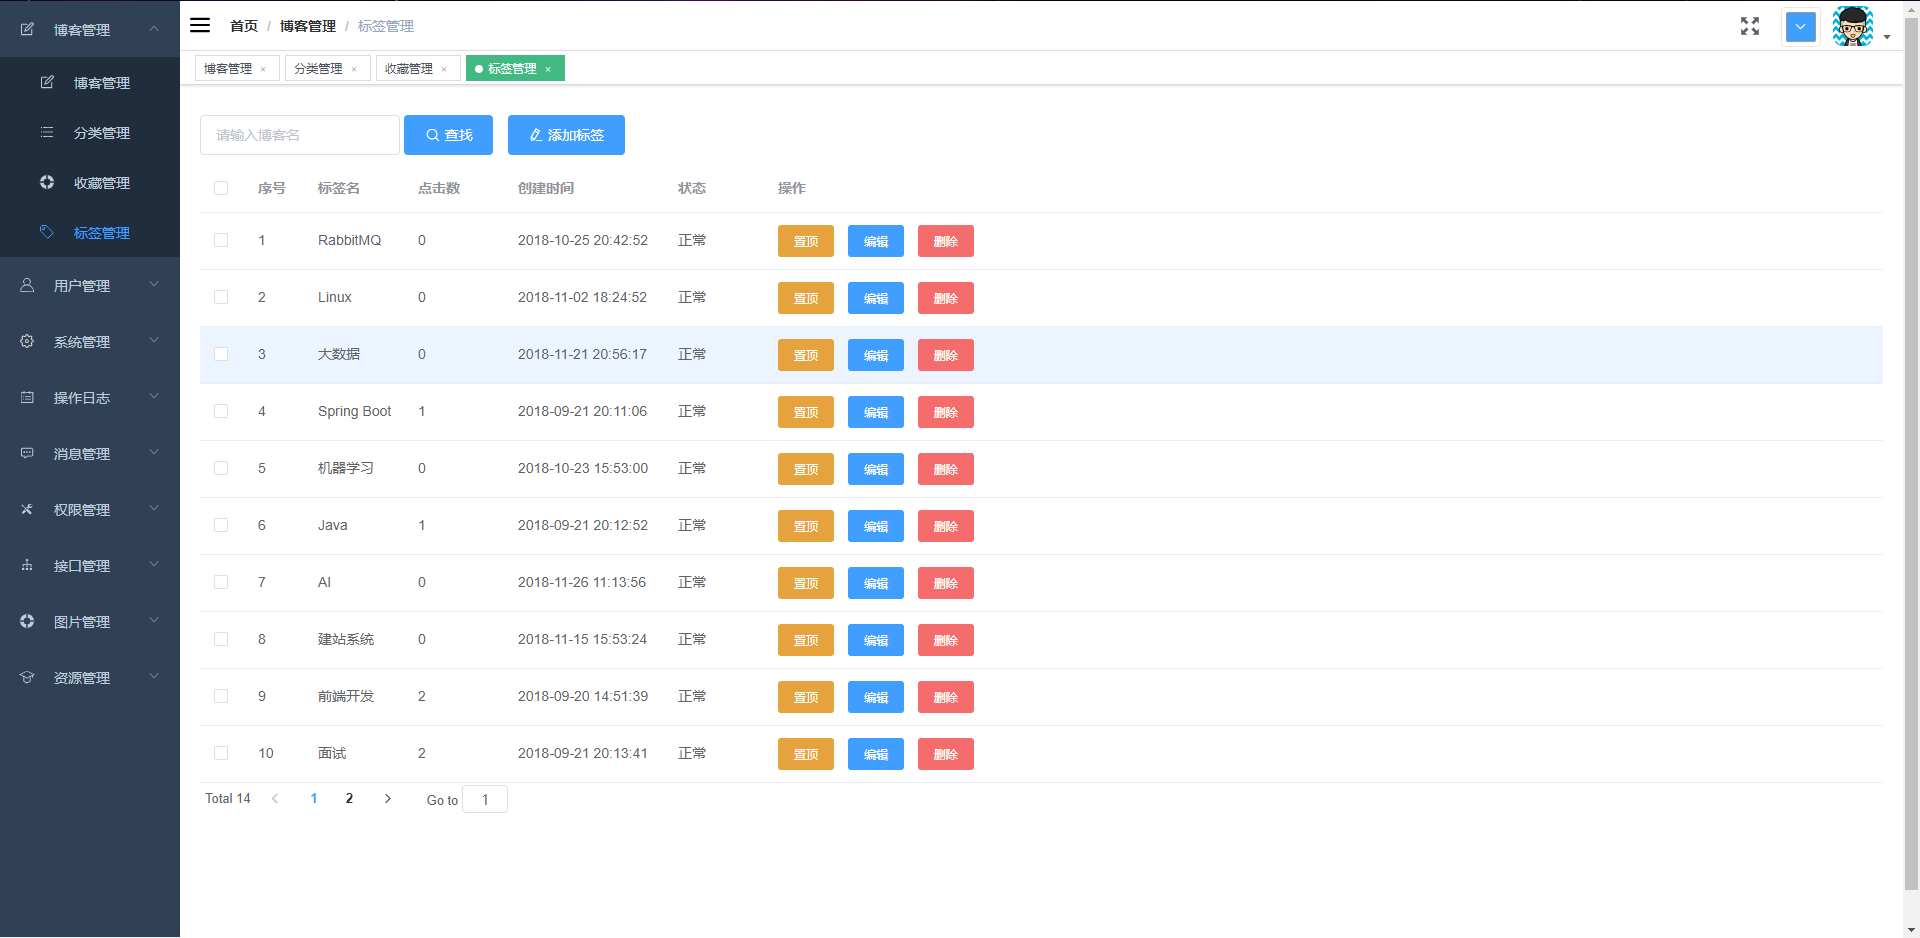 博客管理
博客管理
分类管理
收藏管理
标签管理
用户管理
系统管理
操作日志
消息管理
权限管理
接口管理
图片管理
资源管理
首页 / 博客管理 / 标签管理
博客管理 × 分类管理 × 收藏管理 × 标签管理 ×
请输入博客名 查找 添加标签
序号 标签名 点击数 创建时间 状态 操作
1 RabbitMQ 0 2018-10-25 20:42:52 正常 置顶 编辑 删除
2 Linux 0 2018-11-02 18:24:52 正常 置顶 编辑 删除
3 大数据 0 2018-11-21 20:56:17 正常 置顶 编辑 删除
4 Spring Boot 1 2018-09-21 20:11:06 正常 置顶 编辑 删除
5 机器学习 0 2018-10-23 15:53:00 正常 置顶 编辑 删除
6 Java 1 2018-09-21 20:12:52 正常 置顶 编辑 删除
7 AI 0 2018-11-26 11:13:56 正常 置顶 编辑 删除
8 建站系统 0 2018-11-15 15:53:24 正常 置顶 编辑 删除
9 前端开发 2 2018-09-20 14:51:39 正常 置顶 编辑 删除
10 面试 2 2018-09-21 20:13:41 正常 置顶 编辑 删除
Total 14 1 2 Go to 1